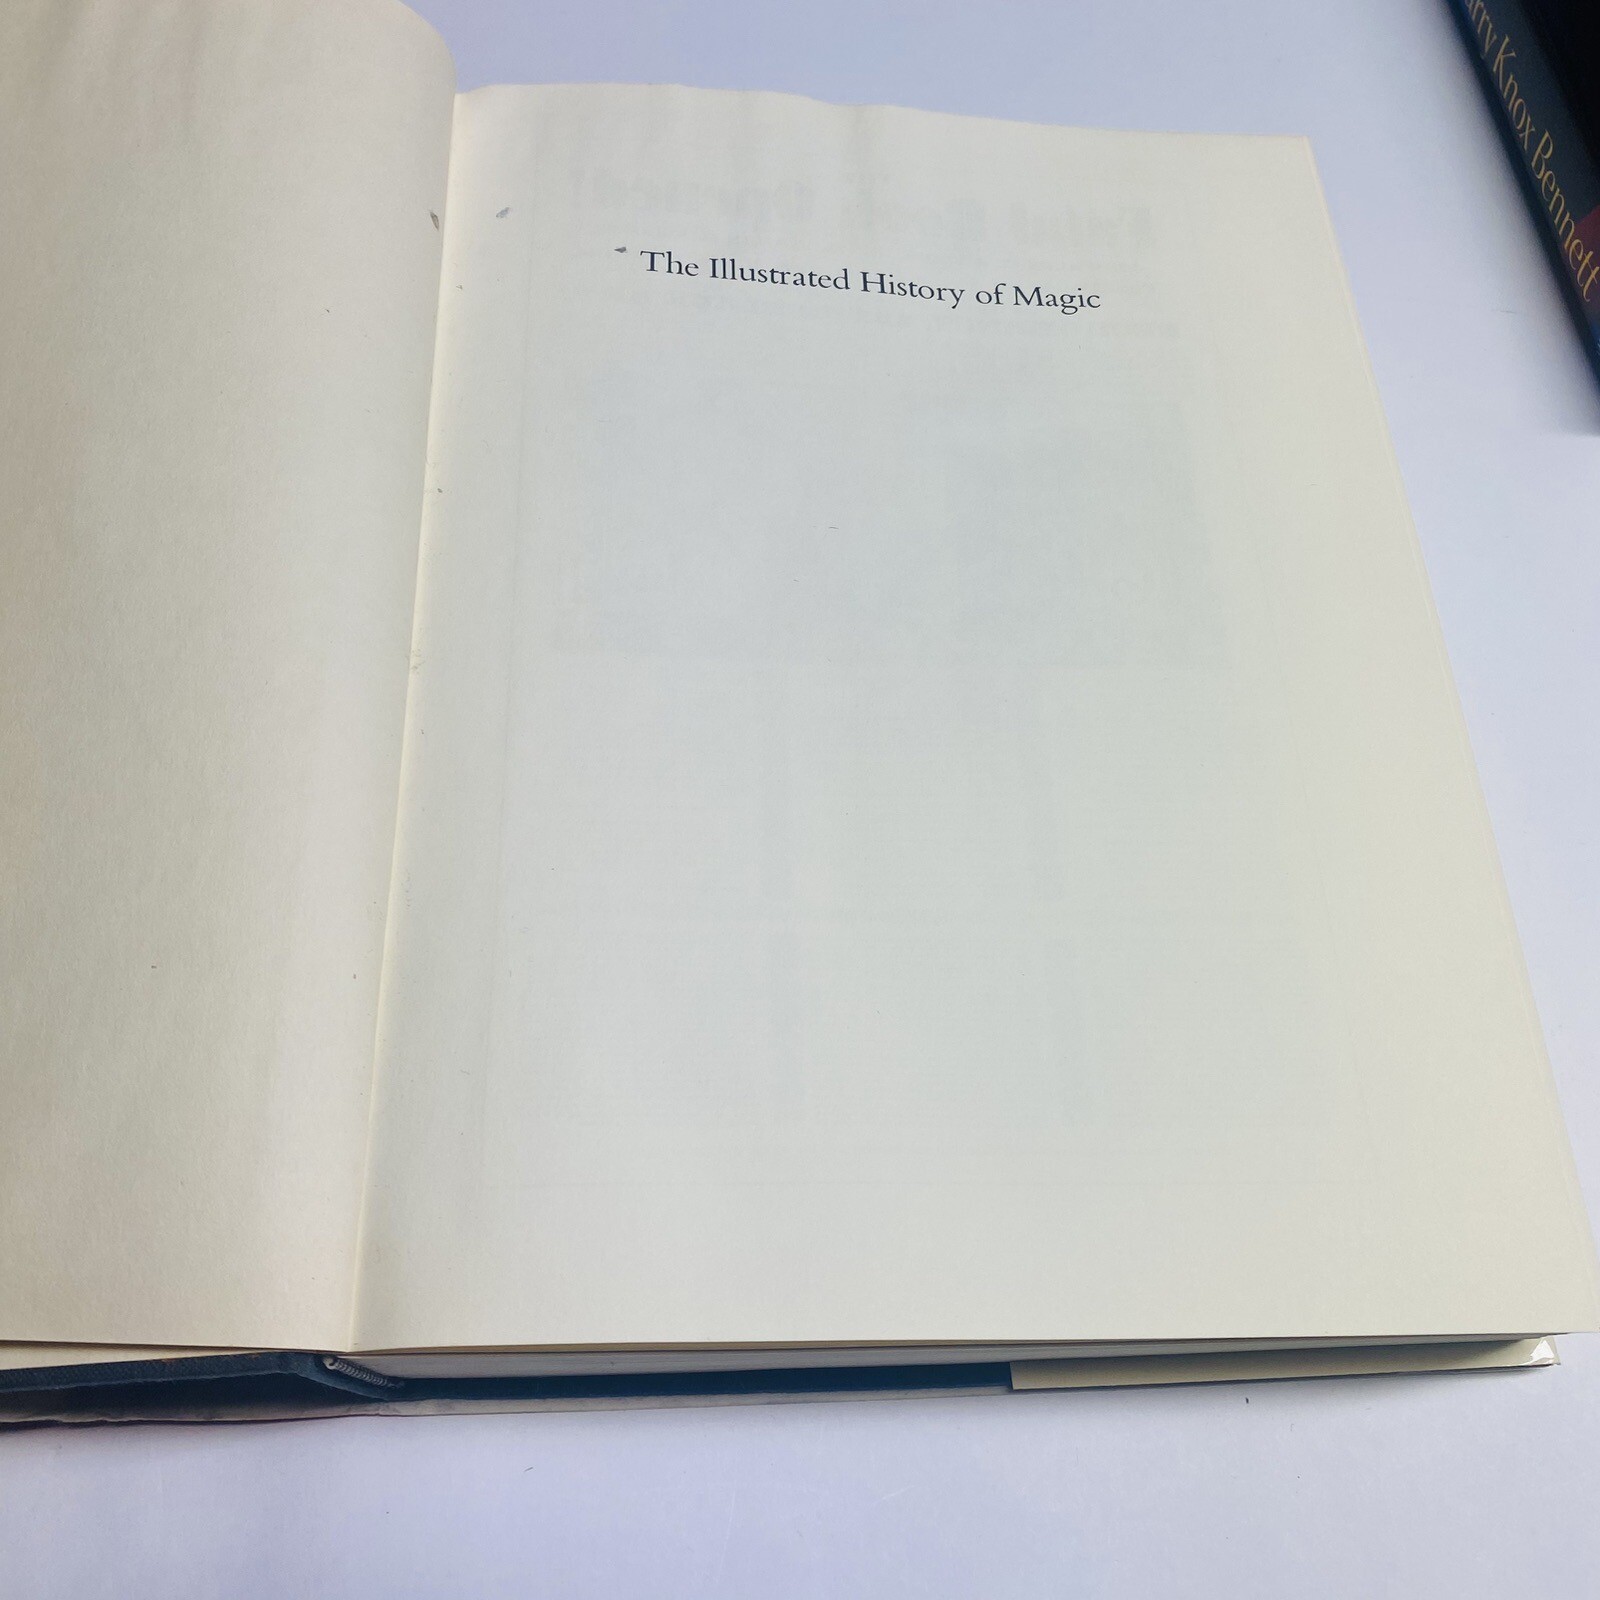 The Illustrated History of Magic
Knox Bennett